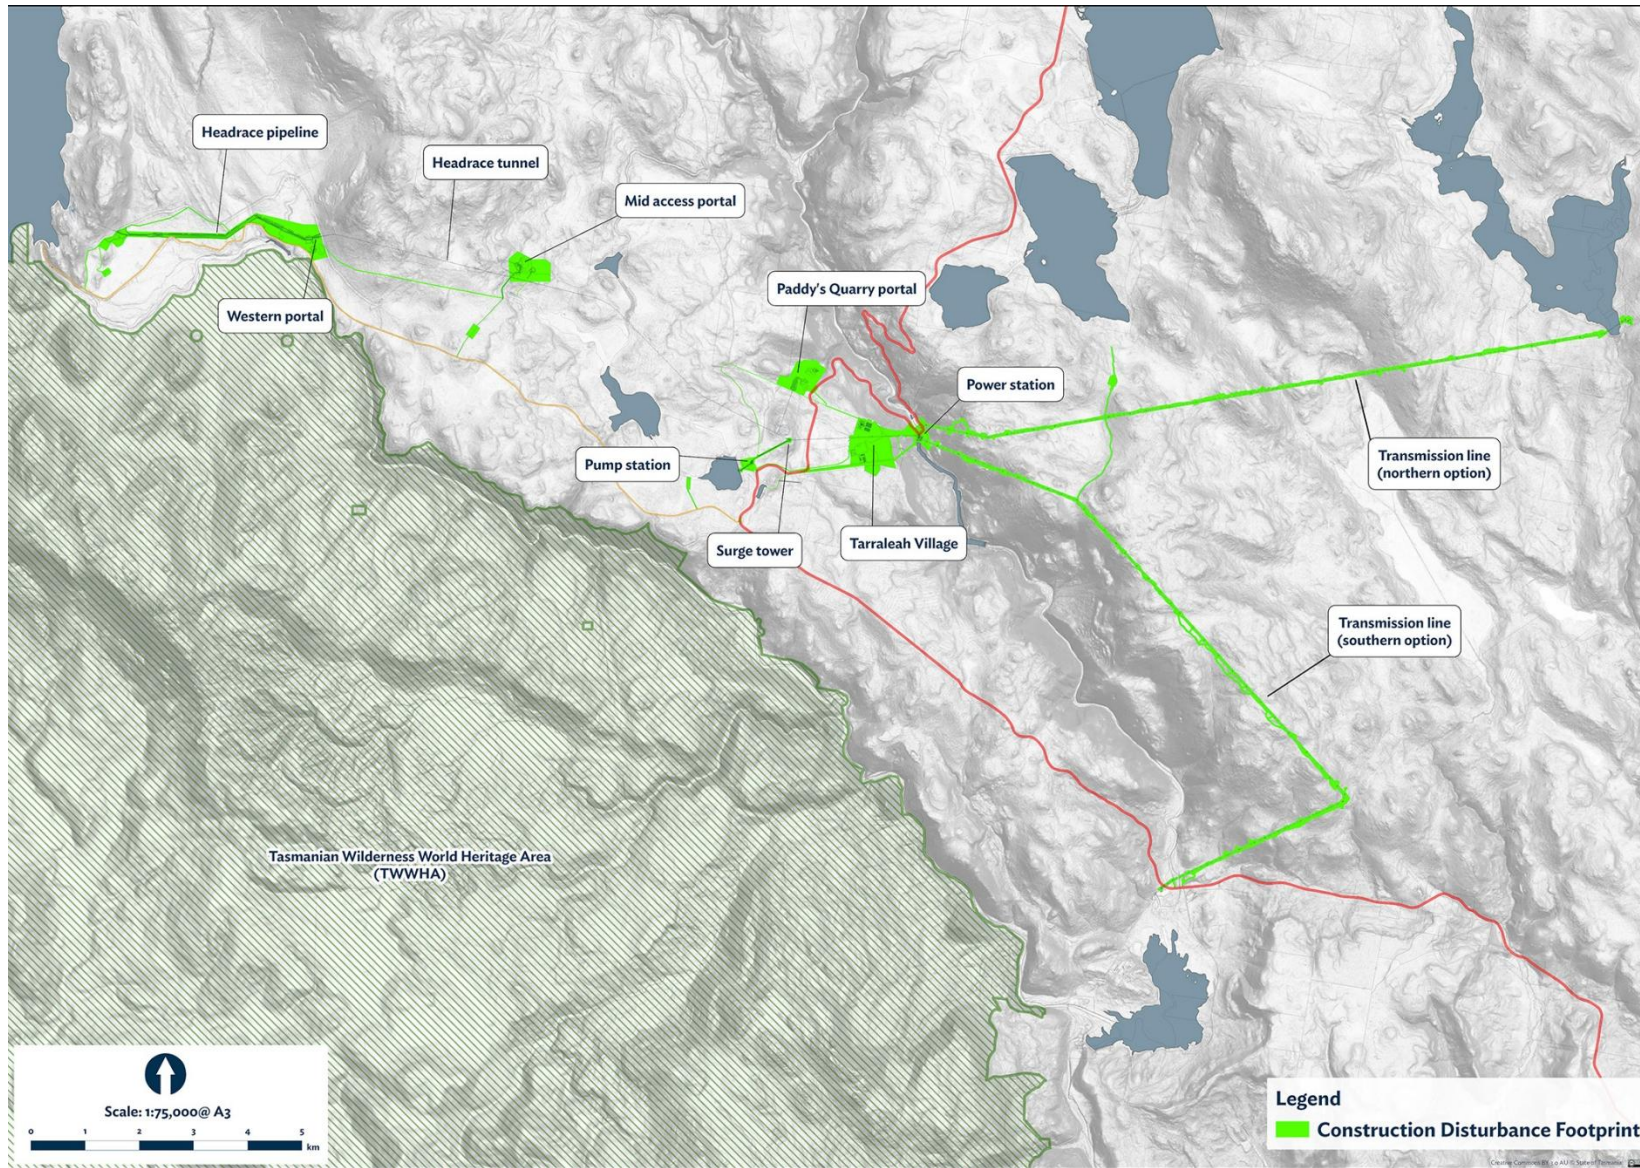 Headrace pipeline
Headrace tunnel
Mid access portal
Paddy's Quarry portal
Western portal
Power station
Transmission line
(northern option)
Pump station
Surge tower
Tarraleah Village
Transmission line
(southern option)
Tasmanian Wilderness World Heritage Area
(TWWHA)
Scale: 1:75,000@ A3
0 1 2 3 4 5
km
Legend
Construction Disturbance Footprint